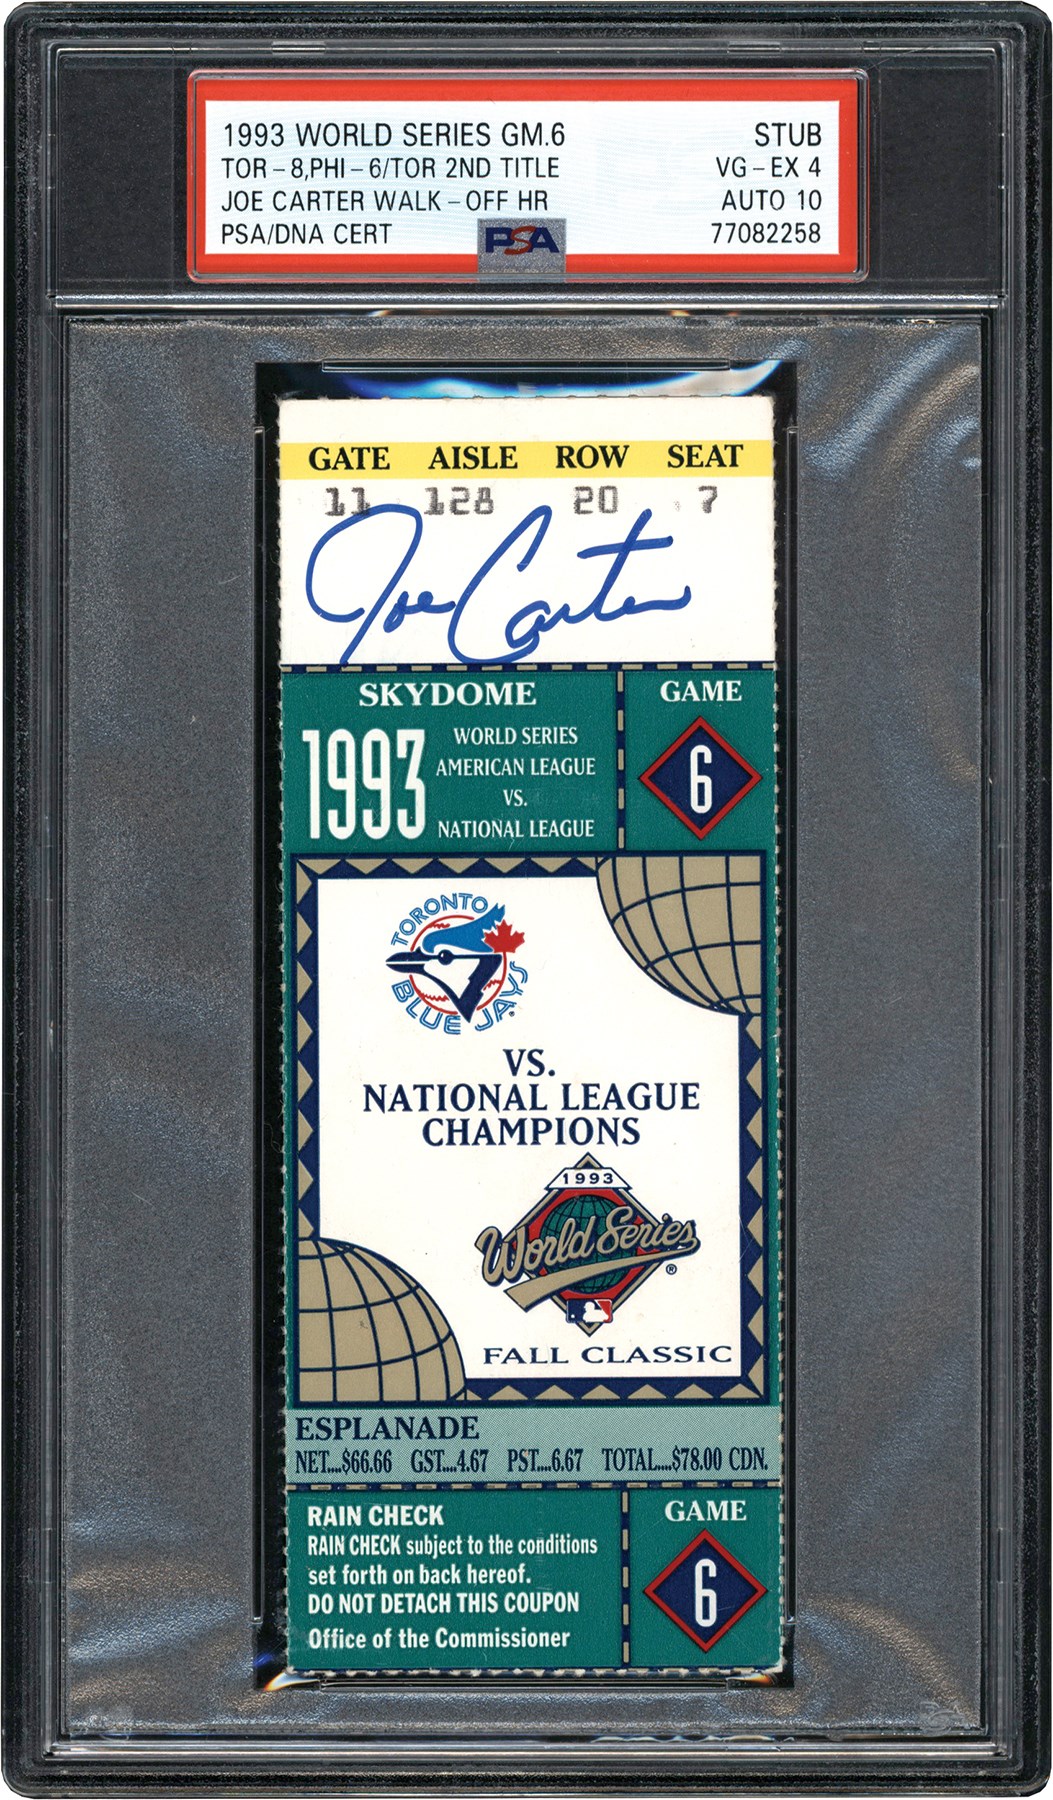 1993 WORLD SERIES GM.6 STUB
TOR-8,PHI-6/TOR 2ND TITLE VG-EX 4
JOE CARTER WALK-OFF HR AUTO 10
PSA/DNA CERT PSA 77082258
GATE AISLE ROW SEAT
11 128 20 7
Joe Carter
SKYDOME GAME
1993 WORLD SERIES
AMERICAN LEAGUE
VS.
NATIONAL LEAGUE
6
TORONTO
BLUE JAYS
VS.
NATIONAL LEAGUE
CHAMPIONS
1993
World Series ®
FALL CLASSIC
ESPLANADE
NET....$66.66 GST....4.67 PST....6.67 TOTAL....$78.00 CDN.
RAIN CHECK GAME
RAIN CHECK subject to the conditions
set forth on back hereof.
DO NOT DETACH THIS COUPON
Office of the Commissioner
6